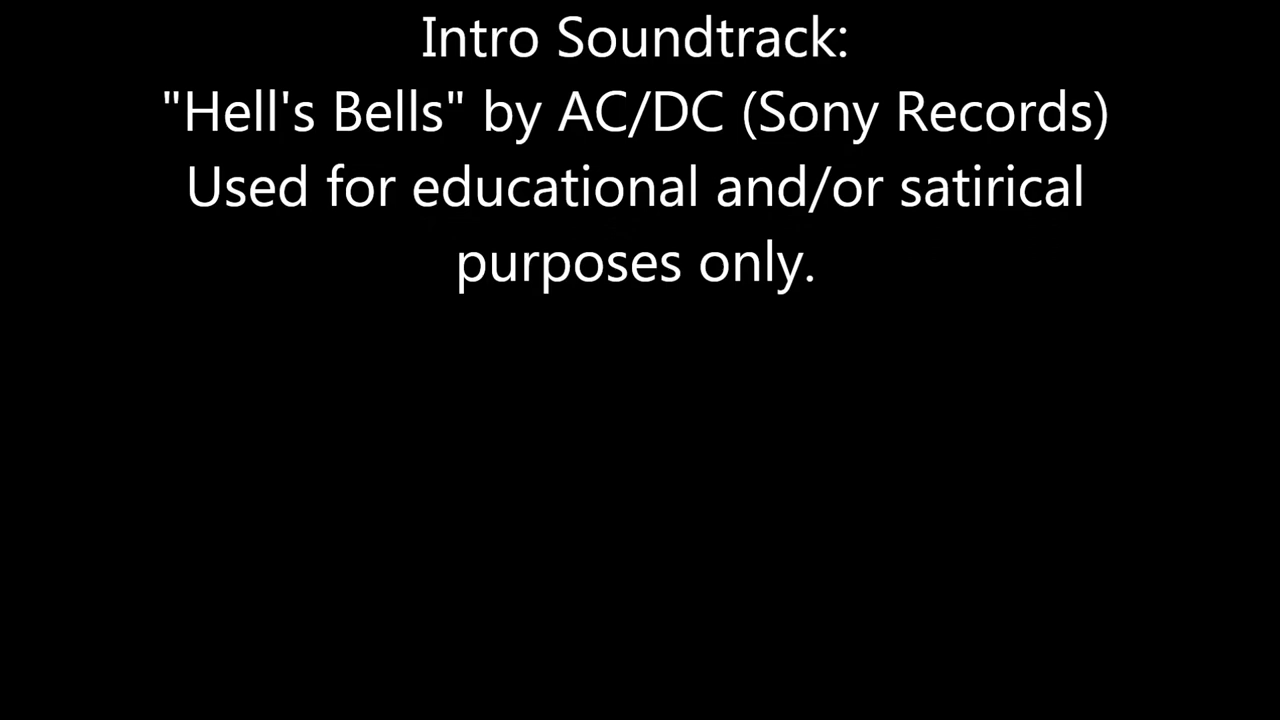 Intro Soundtrack:
"Hell's Bells" by AC/DC (Sony Records)
Used for educational and/or satirical
purposes only.